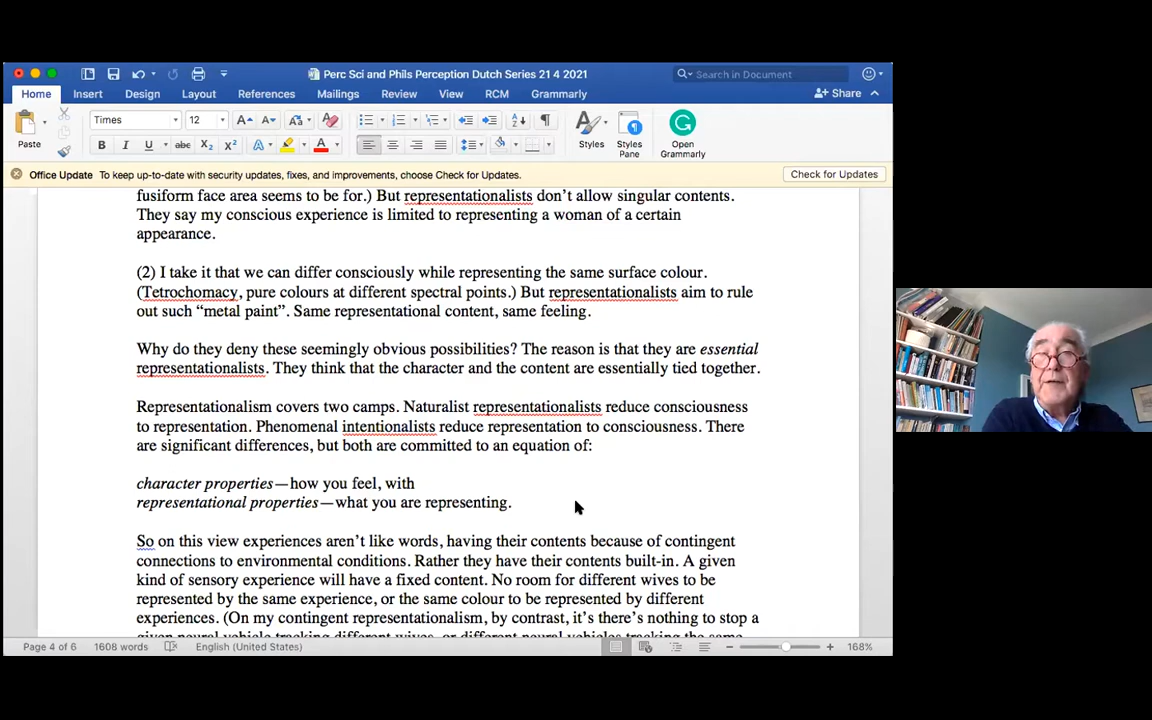 Perc Sci and Phils Perception Dutch Series 21 4 2021
Search in Document
Home Insert Design Layout References Mailings Review View RCM Grammarly
Share
Paste
Times 12
Styles
Styles Pane
Open Grammarly
Office Update To keep up-to-date with security updates, fixes, and improvements, choose Check for Updates.
Check for Updates
fusiform face area seems to be for.) But representationalists don’t allow singular contents.
They say my conscious experience is limited to representing a woman of a certain
appearance.
(2) I take it that we can differ consciously while representing the same surface colour.
(Tetrochomacy, pure colours at different spectral points.) But representationalists aim to rule
out such “metal paint”. Same representational content, same feeling.
Why do they deny these seemingly obvious possibilities? The reason is that they are essential
representationalists. They think that the character and the content are essentially tied together.
Representationalism covers two camps. Naturalist representationalists reduce consciousness
to representation. Phenomenal intentionalists reduce representation to consciousness. There
are significant differences, but both are committed to an equation of:
character properties—how you feel, with
representational properties—what you are representing.
So on this view experiences aren’t like words, having their contents because of contingent
connections to environmental conditions. Rather they have their contents built-in. A given
kind of sensory experience will have a fixed content. No room for different wives to be
represented by the same experience, or the same colour to be represented by different
experiences. (On my contingent representationalism, by contrast, it’s there’s nothing to stop a
given neural vehicle tracking different wives, or different neural vehicles tracking the same
Page 4 of 6 1608 words English (United States) 168%